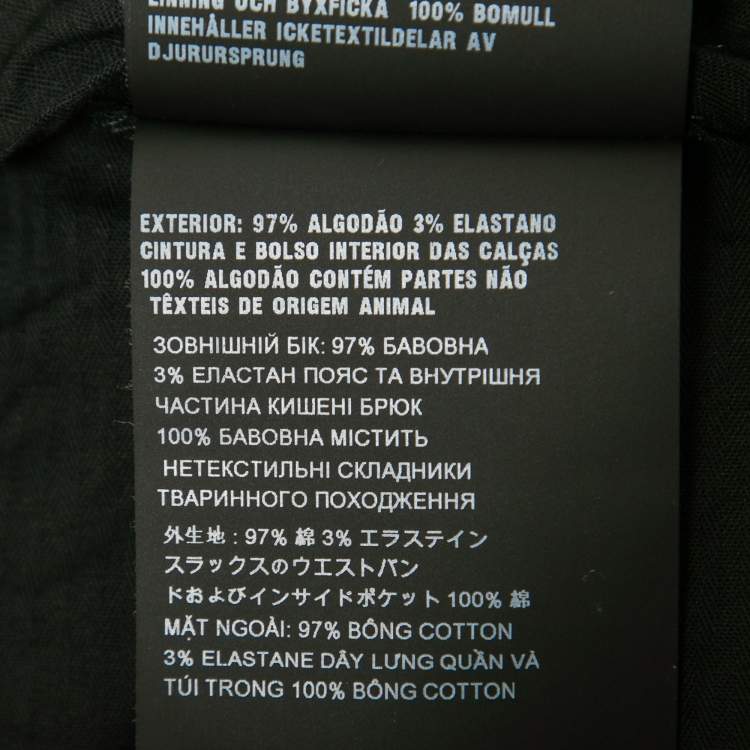 LINNING OCH BYXFICKA 100% BOMULL
INNEHÅLLER ICKETEXTILDELAR AV
DJURURSPRUNG
EXTERIOR: 97% ALGODÃO 3% ELASTANO
CINTURA E BOLSO INTERIOR DAS CALÇAS
100% ALGODÃO CONTÉM PARTES NÃO
TÊXTEIS DE ORIGEM ANIMAL
ЗОВНІШНІЙ БІК: 97% БАВОВНА
3% ЕЛАСТАН ПОЯС ТА ВНУТРІШНЯ
ЧАСТИНА КИШЕНІ БРЮК
100% БАВОВНА МІСТИТЬ
НЕТЕКСТИЛЬНІ СКЛАДНИКИ
ТВАРИННОГО ПОХОДЖЕННЯ
外生地 : 97% 綿 3% エラステイン
スラックスのウエストバン
ドおよびインサイドポケット 100% 綿
MẶT NGOÀI: 97% BÔNG COTTON
3% ELASTANE DÂY LƯNG QUẦN VÀ
TÚI TRONG 100% BÔNG COTTON